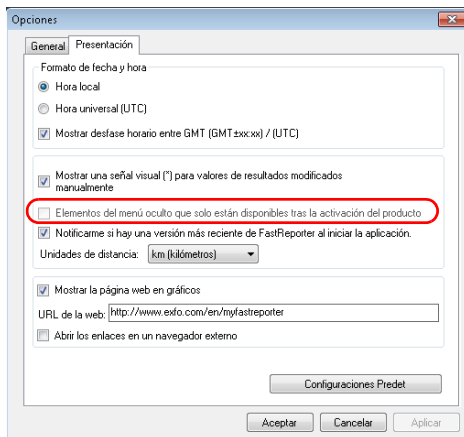 Opciones
General Presentación
Formato de fecha y hora
Hora local
Hora universal (UTC)
Mostrar desfase horario entre GMT (GMT±xx:xx) / (UTC)
Mostrar una señal visual (*) para valores de resultados modificados
manualmente
Elementos del menú oculto que solo están disponibles tras la activación del producto
Notificarme si hay una versión más reciente de FastReporter al iniciar la aplicación.
Unidades de distancia: km (kilómetros)
Mostrar la página web en gráficos
URL de la web: http://www.exfo.com/en/myfastreporter
Abrir los enlaces en un navegador externo
Configuraciones Predet
Aceptar Cancelar Aplicar